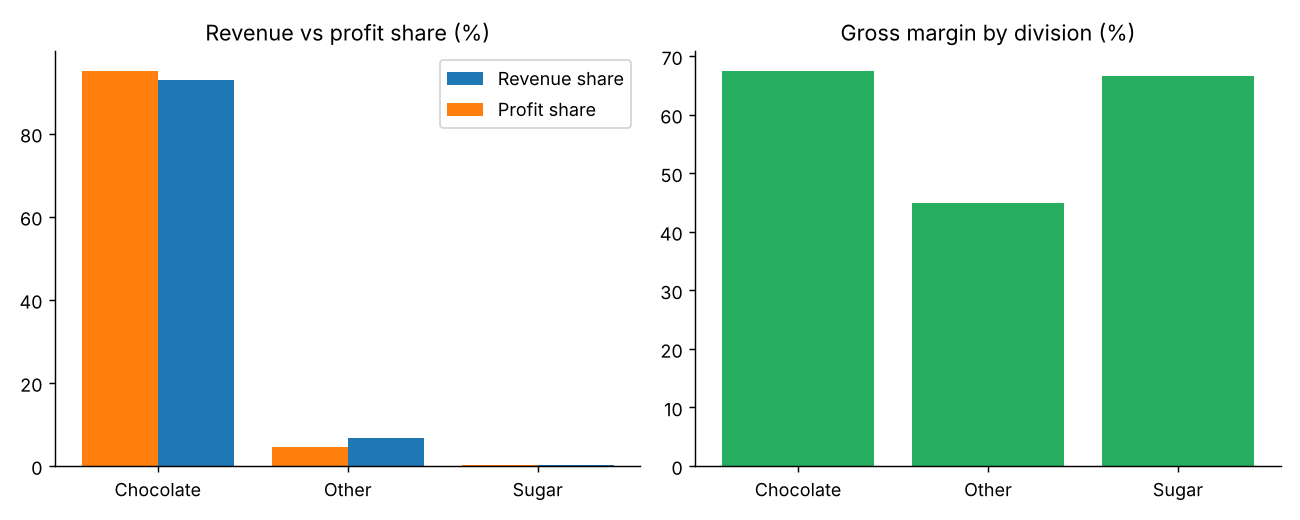 Revenue vs profit share (%)
Revenue share
Profit share
80
60
40
20
0
Chocolate
Other
Sugar
Gross margin by division (%)
70
60
50
40
30
20
10
0
Chocolate
Other
Sugar